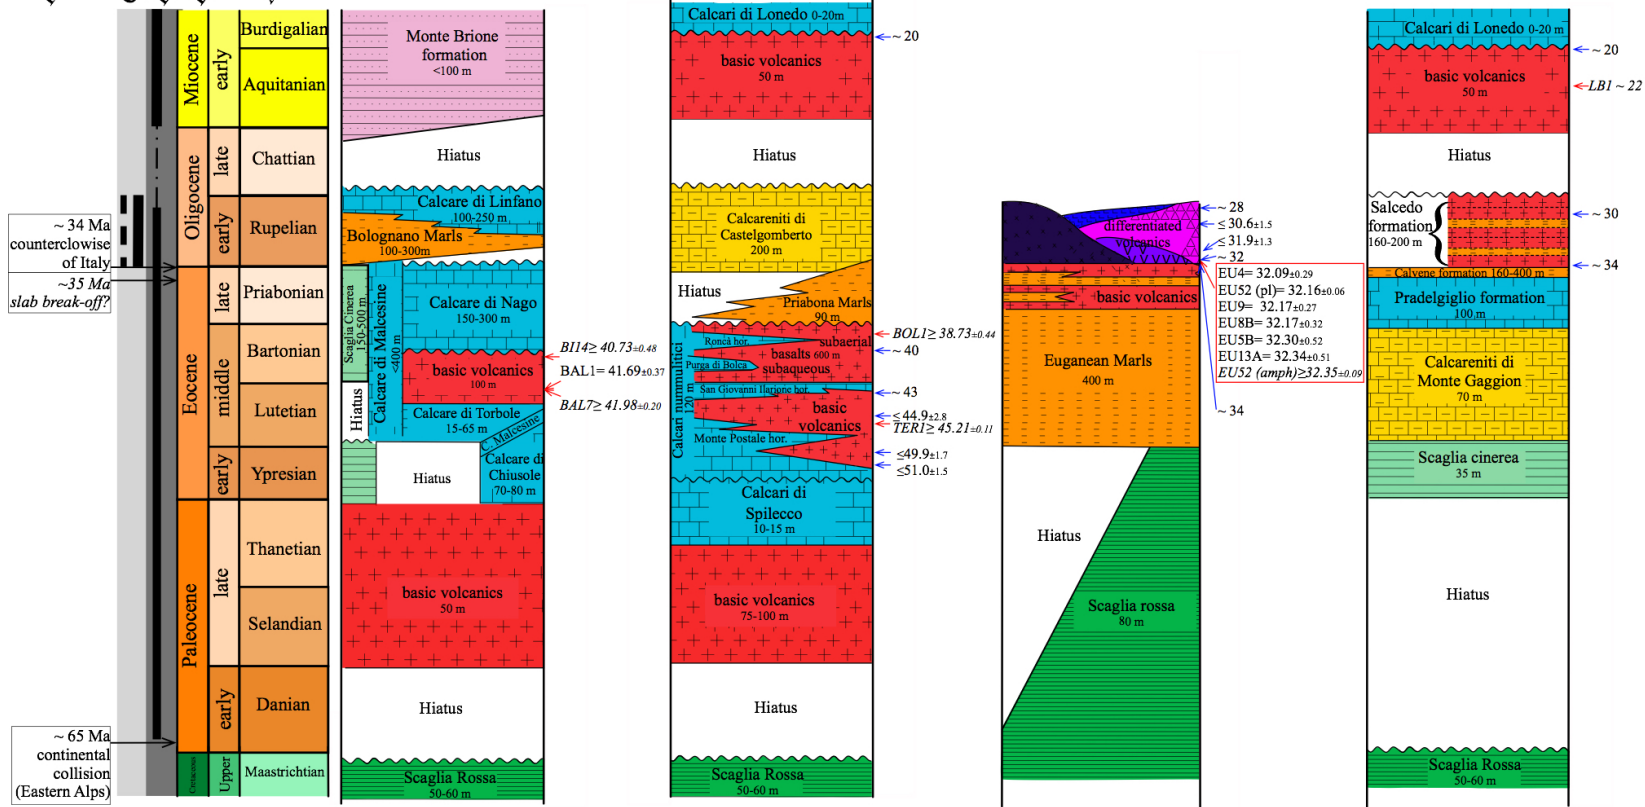 Miocene
Oligocene
Eocene
Paleocene
Cretaceous
early
late
early
late
middle
early
late
early
Upper
Burdigalian
Aquitanian
Chattian
Rupelian
Priabonian
Bartonian
Lutetian
Ypresian
Thanetian
Selandian
Danian
Maastrichtian
~ 34 Ma
counterclowise
of Italy
~35 Ma
slab break-off?
~ 65 Ma
continental
collision
(Eastern Alps)
Monte Brione
formation
<100 m
Hiatus
Calcare di Linfano
100-250 m
Bolognano Marls
100-300m
Scaglia Cinerea
150-500 m
Calcare di Malcesine
<400 m
Calcare di Nago
150-300 m
basic volcanics
100 m
Hiatus
Calcare di Torbole
15-65 m
C. Malcesine
Calcare di
Chiusole
70-80 m
Hiatus
basic volcanics
50 m
Hiatus
Scaglia Rossa
50-60 m
BI14≥ 40.73±0.48
BAL1= 41.69±0.37
BAL7≥ 41.98±0.20
Calcari di Lonedo 0-20m
basic volcanics
50 m
Hiatus
Calcareniti di
Castelgomberto
200 m
Hiatus
Priabona Marls
90 m
Calcari nummulitici
120 m
Roncà hor.
subaerial
basalts 600 m
Purga di Bolca
subaqueous
San Giovanni Ilarione hor.
basic
volcanics
Monte Postale hor.
Calcari di
Spilecco
10-15 m
basic volcanics
75-100 m
Hiatus
Scaglia Rossa
50-60 m
~ 20
BOL1≥ 38.73±0.44
~ 40
~ 43
≤ 44.9±2.8
TER1≥ 45.21±0.11
≤49.9±1.7
≤51.0±1.5
differentiated
volcanics
basic volcanics
Euganean Marls
400 m
Hiatus
Scaglia rossa
80 m
~ 28
≤ 30.6±1.5
≤ 31.9±1.3
~ 32
EU4= 32.09±0.29
EU52 (pl)= 32.16±0.06
EU9= 32.17±0.27
EU8B= 32.17±0.32
EU5B= 32.30±0.52
EU13A= 32.34±0.51
EU52 (amph)≥32.35±0.09
~ 34
Calcari di Lonedo 0-20 m
basic volcanics
50 m
Hiatus
Salcedo
formation
160-200 m
Calvene formation 160-400 m
Pradelgiglio formation
100 m
Calcareniti di
Monte Gaggion
70 m
Scaglia cinerea
35 m
Hiatus
Scaglia Rossa
50-60 m
~ 20
LB1 ~ 22
~ 30
~ 34